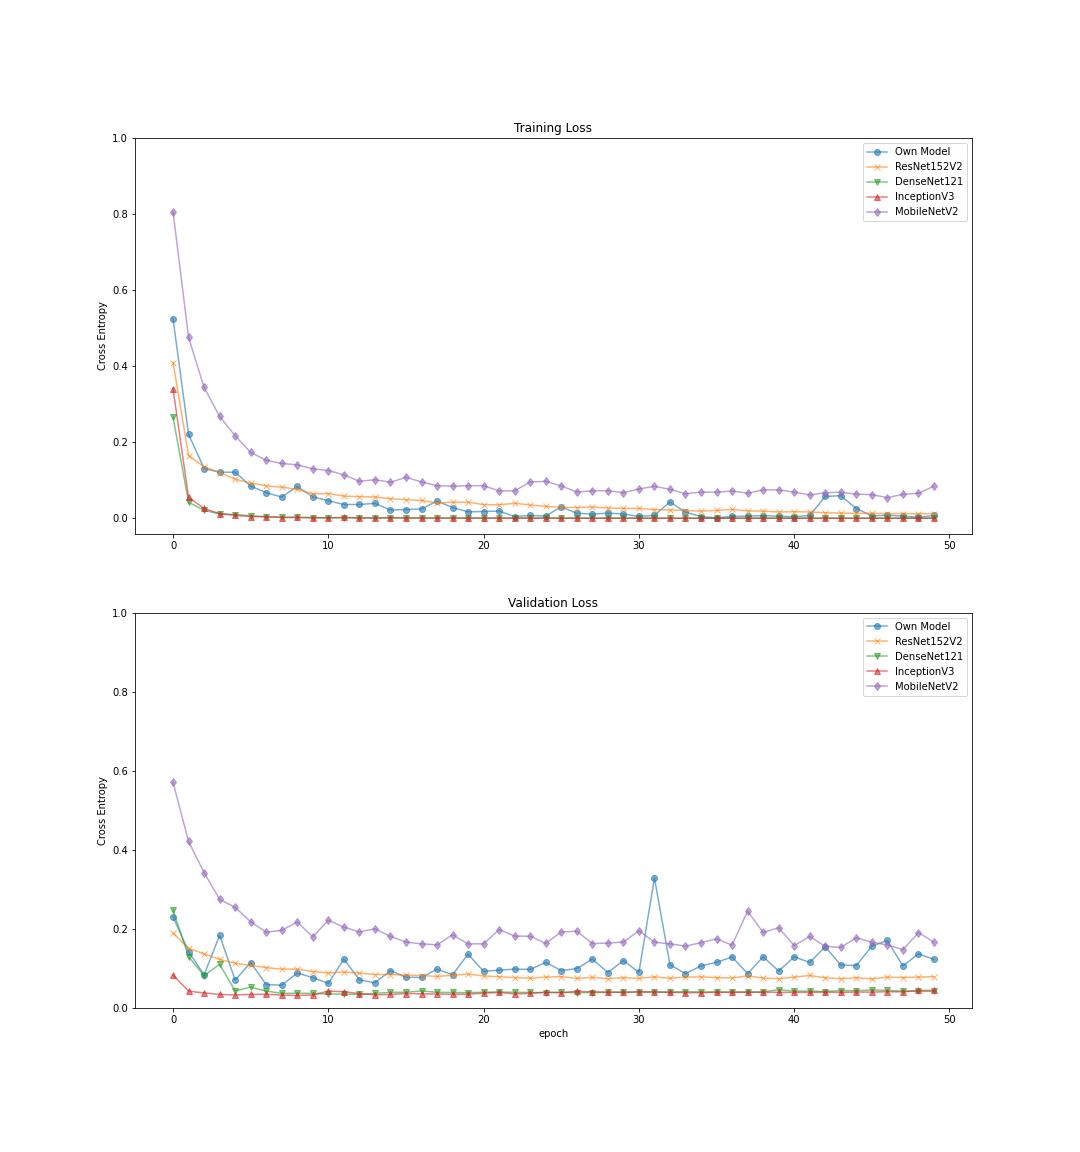 Training Loss
1.0
0.8
0.6
0.4
0.2
0.0
Cross Entropy
Own Model
ResNet152V2
DenseNet121
InceptionV3
MobileNetV2
0 10 20 30 40 50
Validation Loss
1.0
0.8
0.6
0.4
0.2
0.0
Cross Entropy
Own Model
ResNet152V2
DenseNet121
InceptionV3
MobileNetV2
0 10 20 30 40 50
epoch